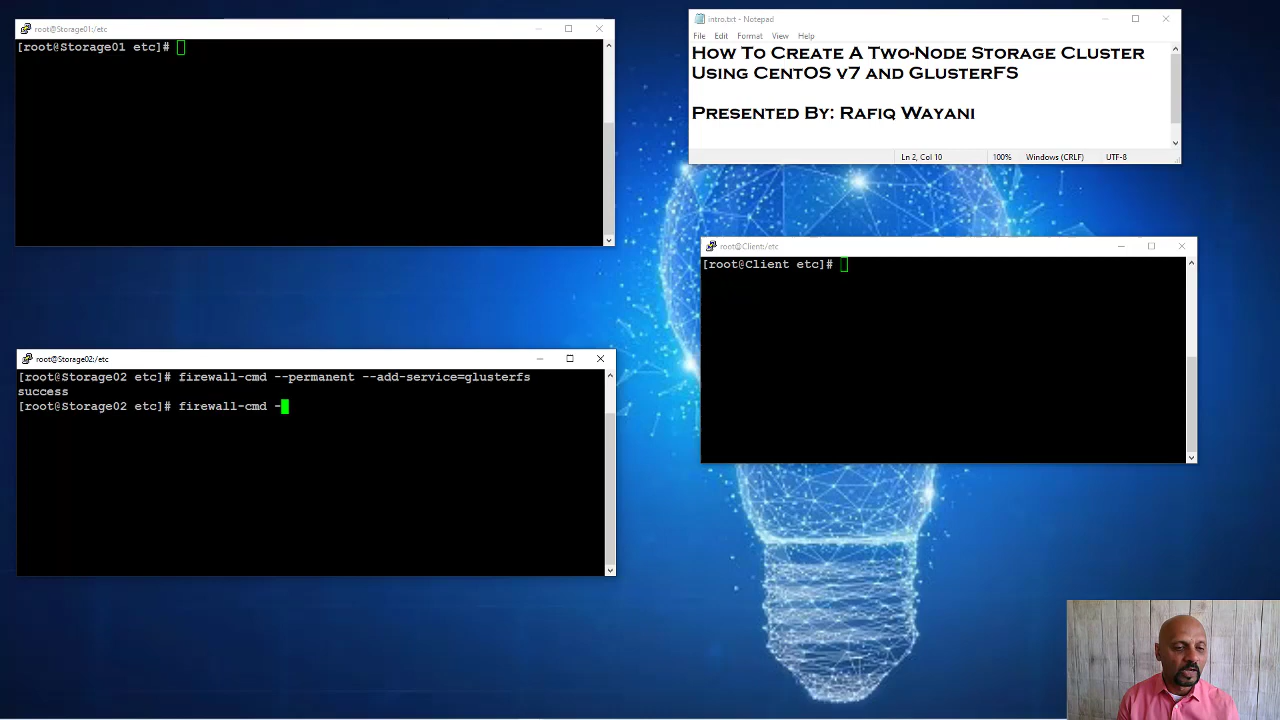 root@Storage01:/etc
[root@Storage01 etc]#
intro.txt - Notepad
File Edit Format View Help
How To Create A Two-Node Storage Cluster
Using CentOS v7 and GlusterFS
Presented By: Rafiq Wayani
Ln 2, Col 10 100% Windows (CRLF) UTF-8
root@Client:/etc
[root@Client etc]#
root@Storage02:/etc
[root@Storage02 etc]# firewall-cmd --permanent --add-service=glusterfs
success
[root@Storage02 etc]# firewall-cmd -